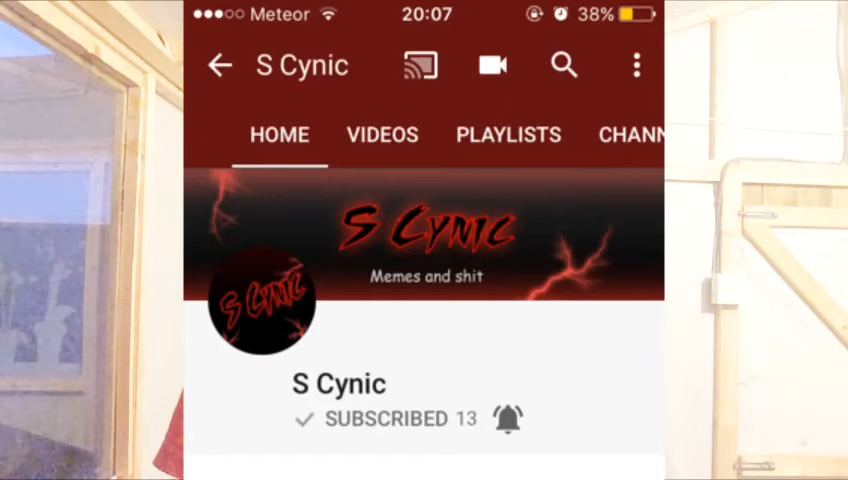 Meteor 20:07 38%
S Cynic
HOME VIDEOS PLAYLISTS CHANN
S Cynic
Memes and shit
S Cynic
S Cynic
SUBSCRIBED 13